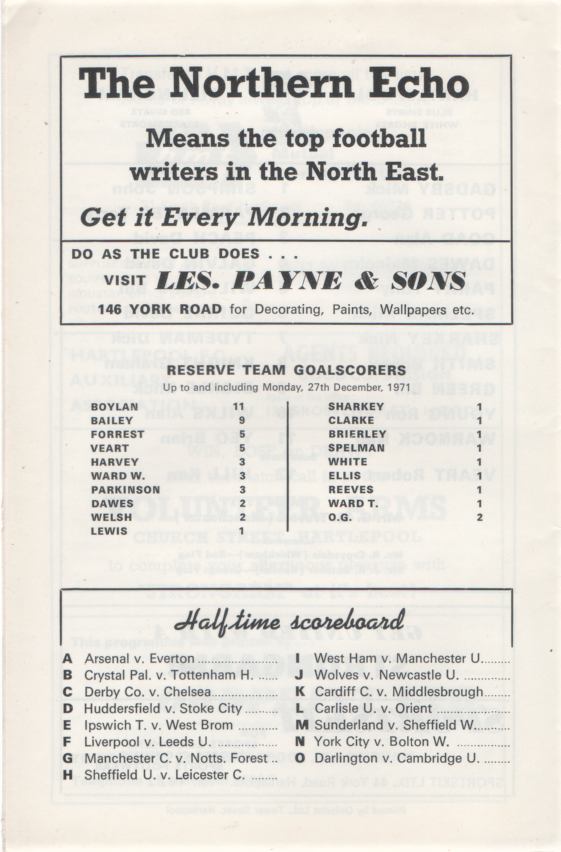 The Northern Echo
Means the top football
writers in the North East.
Get it Every Morning.
DO AS THE CLUB DOES . .
VISIT LES. PAYNE & SONS
146 YORK ROAD for Decorating, Paints, Wallpapers etc.
RESERVE TEAM GOALSCORERS
Up to and including Monday, 27th December, 1971
BOYLAN 11
BAILEY 9
FORREST 5
VEART 5
HARVEY 3
WARD W. 3
PARKINSON 3
DAWES 2
WELSH 2
LEWIS 1
SHARKEY 1
CLARKE 1
BRIERLEY 1
SPELMAN 1
WHITE 1
ELLIS 1
REEVES 1
WARD T. 1
O.G. 2
Half-time scoreboard
A Arsenal v. Everton ..........
B Crystal Pal. v. Tottenham H. ......
C Derby Co. v. Chelsea..........
D Huddersfield v. Stoke City ........
E Ipswich T. v. West Brom ..........
F Liverpool v. Leeds U. ..........
G Manchester C. v. Notts. Forest ..
H Sheffield U. v. Leicester C. .......
I West Ham v. Manchester U.......
J Wolves v. Newcastle U. ..........
K Cardiff C. v. Middlesbrough......
L Carlisle U. v. Orient ..........
M Sunderland v. Sheffield W.......
N York City v. Bolton W. ..........
O Darlington v. Cambridge U. ......